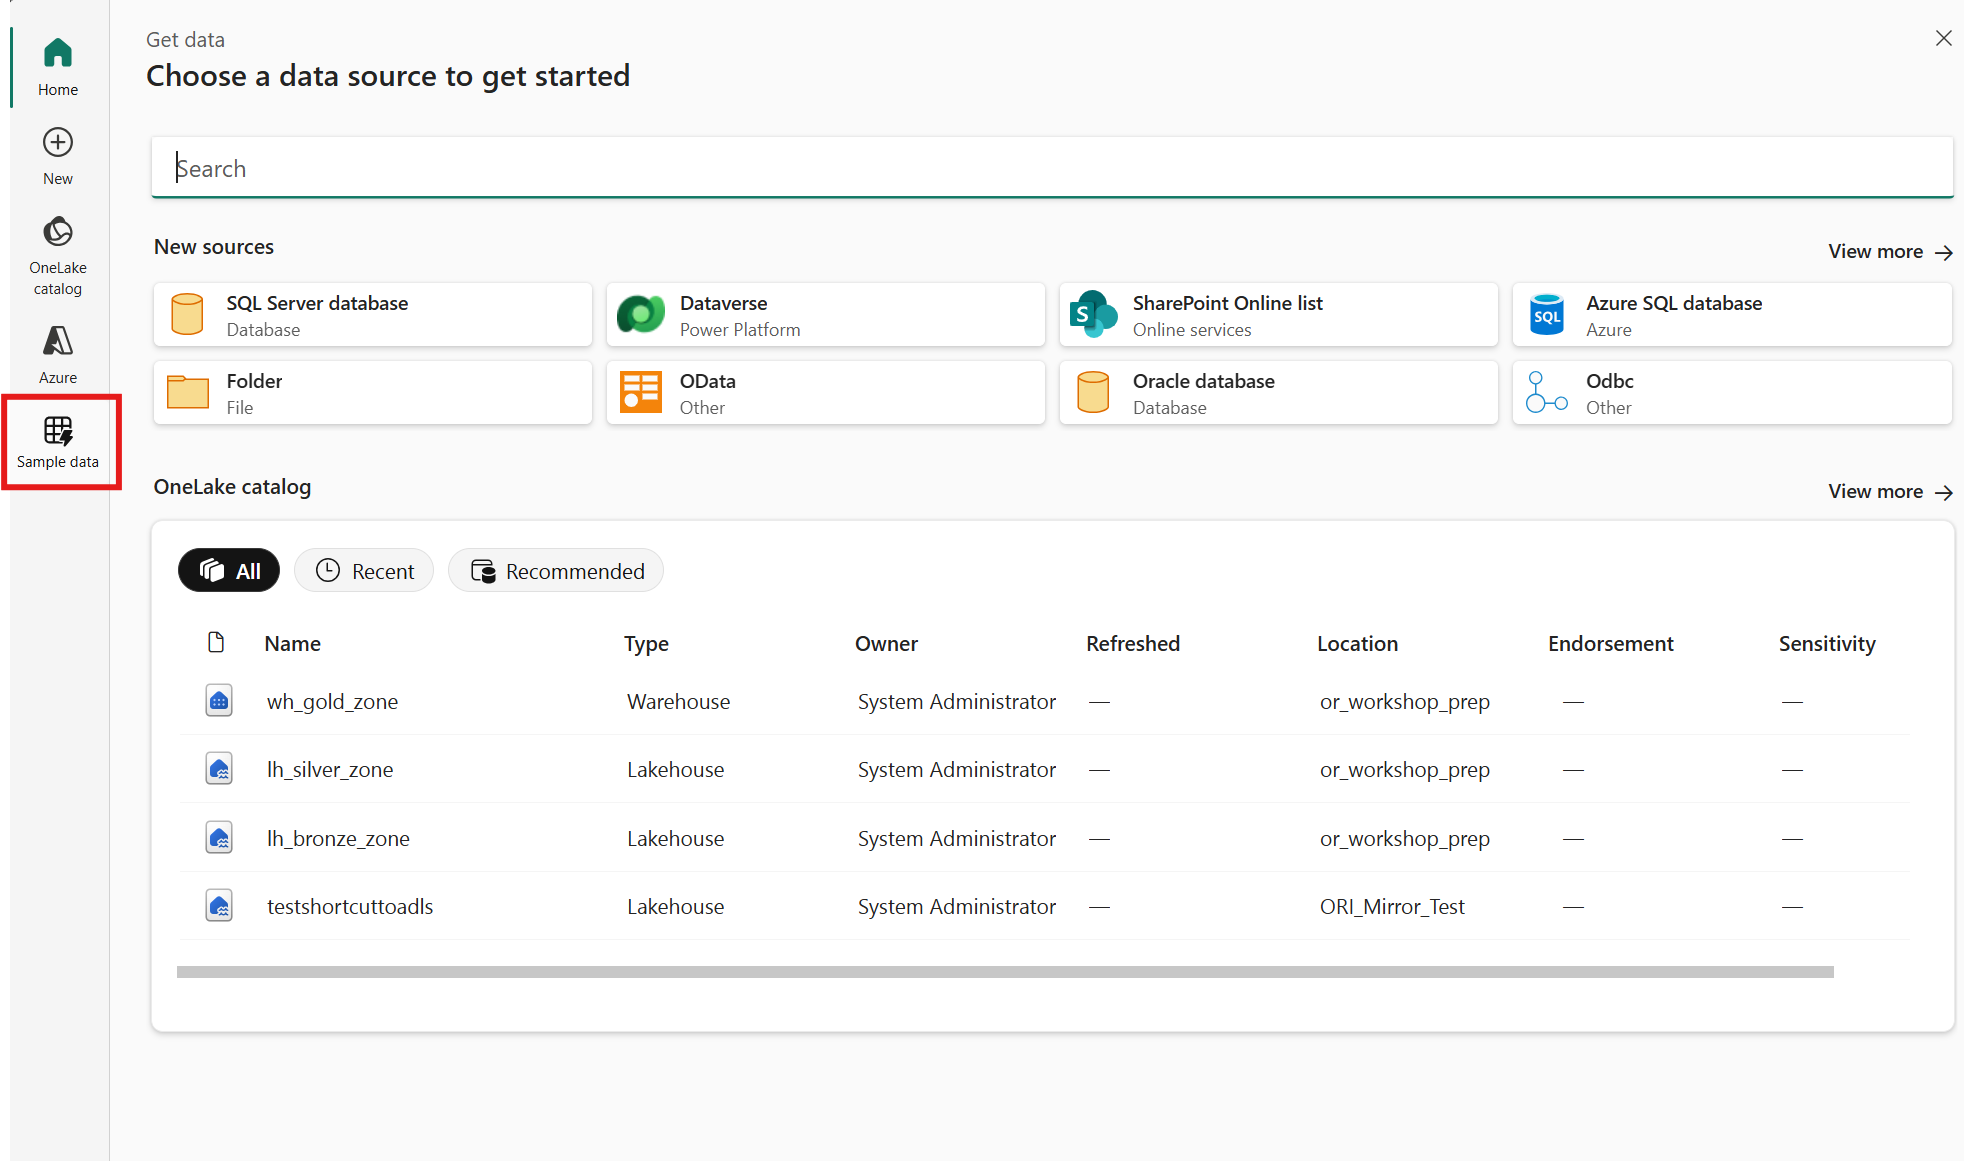 Home
New
OneLake
catalog
Azure
Sample data
Get data
Choose a data source to get started
Search
New sources
View more
SQL Server database
Database
Dataverse
Power Platform
S
SharePoint Online list
Online services
SQL
Azure SQL database
Azure
Folder
File
OData
Other
Oracle database
Database
Odbc
Other
OneLake catalog
View more
All
Recent
Recommended
Name Type Owner Refreshed Location Endorsement Sensitivity
wh_gold_zone Warehouse System Administrator — or_workshop_prep — —
lh_silver_zone Lakehouse System Administrator — or_workshop_prep — —
lh_bronze_zone Lakehouse System Administrator — or_workshop_prep — —
testshortcuttoadls Lakehouse System Administrator — ORI_Mirror_Test — —